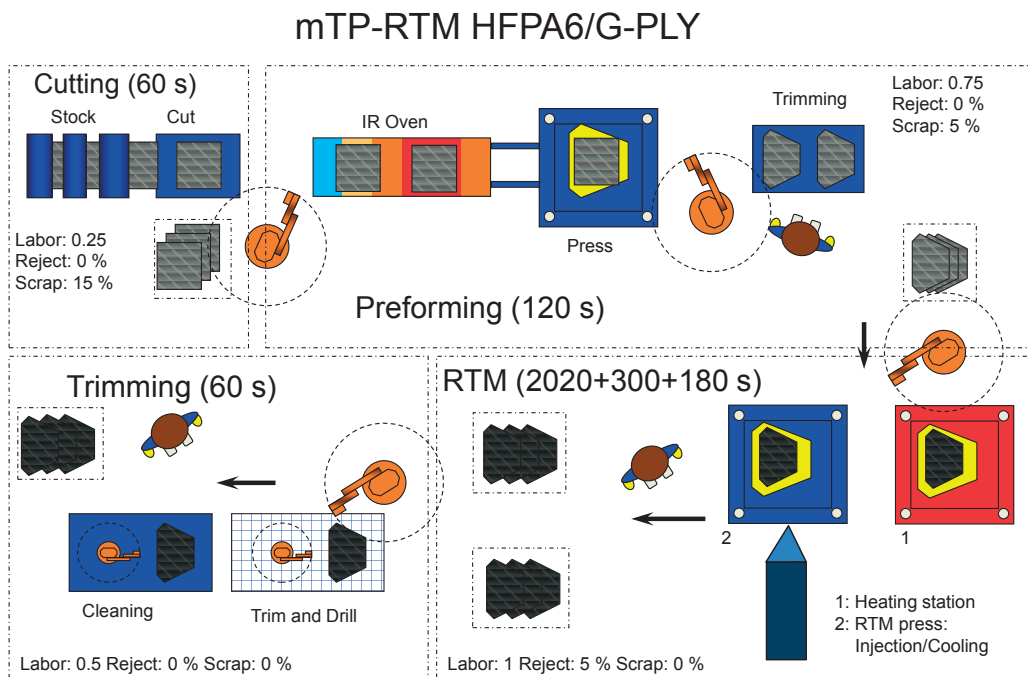 mTP-RTM HFPA6/G-PLY
Cutting (60 s)
Stock
Cut
Labor: 0.25
Reject: 0 %
Scrap: 15 %
IR Oven
Press
Trimming
Labor: 0.75
Reject: 0 %
Scrap: 5 %
Preforming (120 s)
Trimming (60 s)
Cleaning
Trim and Drill
Labor: 0.5 Reject: 0 % Scrap: 0 %
RTM (2020+300+180 s)
2
1
1: Heating station
2: RTM press:
Injection/Cooling
Labor: 1 Reject: 5 % Scrap: 0 %